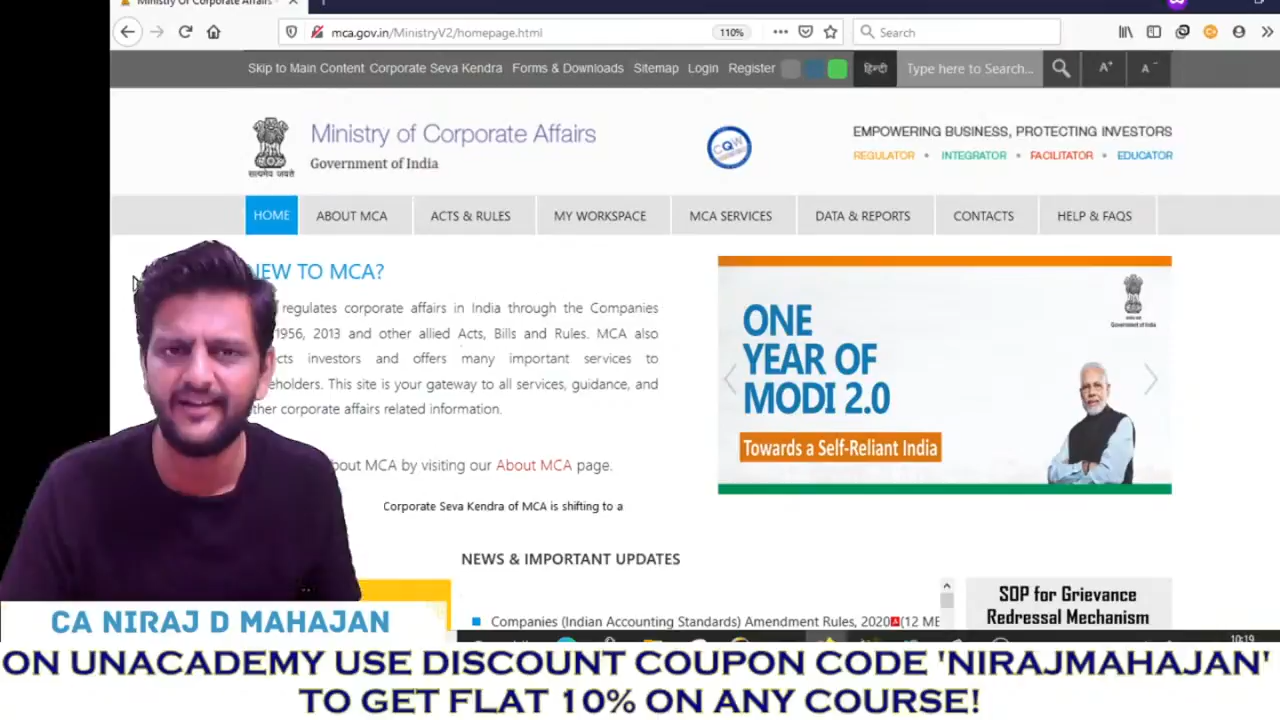 Ministry Of Corporate Affairs
mca.gov.in/MinistryV2/homepage.html
110%
Search
Skip to Main Content Corporate Seva Kendra Forms & Downloads Sitemap Login Register हिन्दी Type here to Search... A+ A-
Ministry of Corporate Affairs
Government of India
सत्यमेव जयते
CQW
EMPOWERING BUSINESS, PROTECTING INVESTORS
REGULATOR • INTEGRATOR • FACILITATOR • EDUCATOR
HOME ABOUT MCA ACTS & RULES MY WORKSPACE MCA SERVICES DATA & REPORTS CONTACTS HELP & FAQS
NEW TO MCA?
regulates corporate affairs in India through the Companies
1956, 2013 and other allied Acts, Bills and Rules. MCA also
investors and offers many important services to
This site is your gateway to all services, guidance, and
corporate affairs related information.
MCA by visiting our About MCA page.
Corporate Seva Kendra of MCA is shifting to a
ONE
YEAR OF
MODI 2.0
Towards a Self-Reliant India
Government of India
NEWS & IMPORTANT UPDATES
Companies (Indian Accounting Standards) Amendment Rules, 2020 (12 MB
SOP for Grievance
Redressal Mechanism
10:19
CA NIRAJ D MAHAJAN
ON UNACADEMY USE DISCOUNT COUPON CODE 'NIRAJMAHAJAN'
TO GET FLAT 10% ON ANY COURSE!